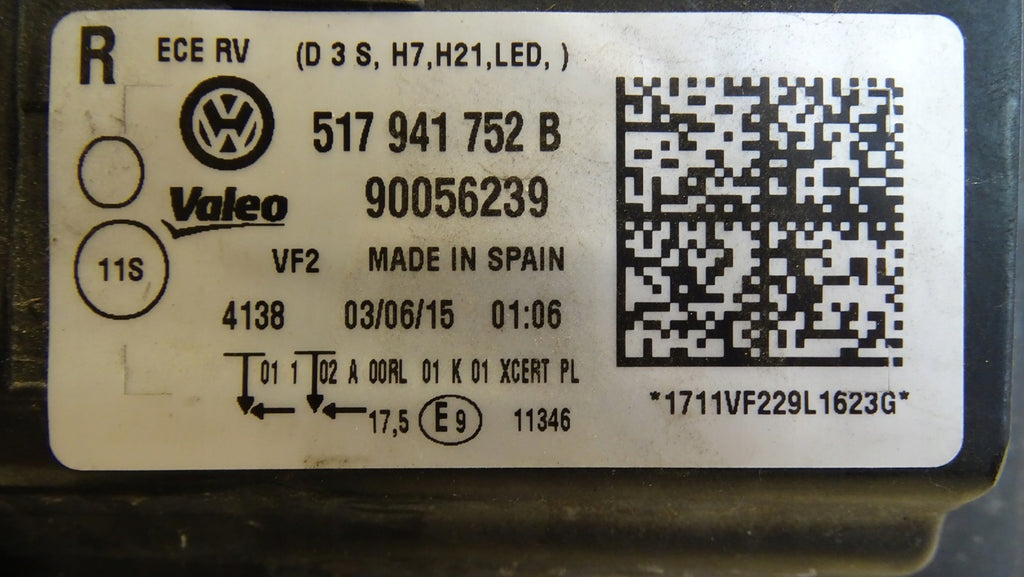 R ECE RV (D 3 S, H7,H21,LED, )
517 941 752 B
Valeo 90056239
VF2 MADE IN SPAIN
11S
4138 03/06/15 01:06
01 1 02 A 00RL 01 K 01 XCERT PL
17,5 E9 11346
*1711VF229L1623G*